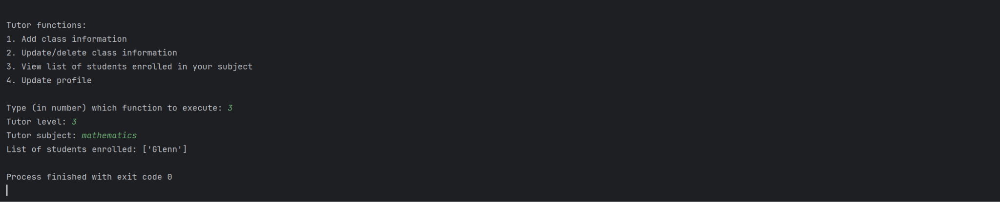 Tutor functions:
1. Add class information
2. Update/delete class information
3. View list of students enrolled in your subject
4. Update profile
Type (in number) which function to execute: 3
Tutor level: 3
Tutor subject: mathematics
List of students enrolled: ['Glenn']
Process finished with exit code 0